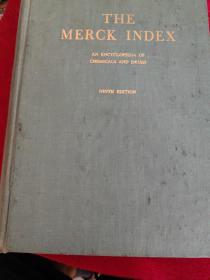 THE
MERCK INDEX
AN ENCYCLOPEDIA OF
CHEMICALS AND DRUGS
NINTH EDITION